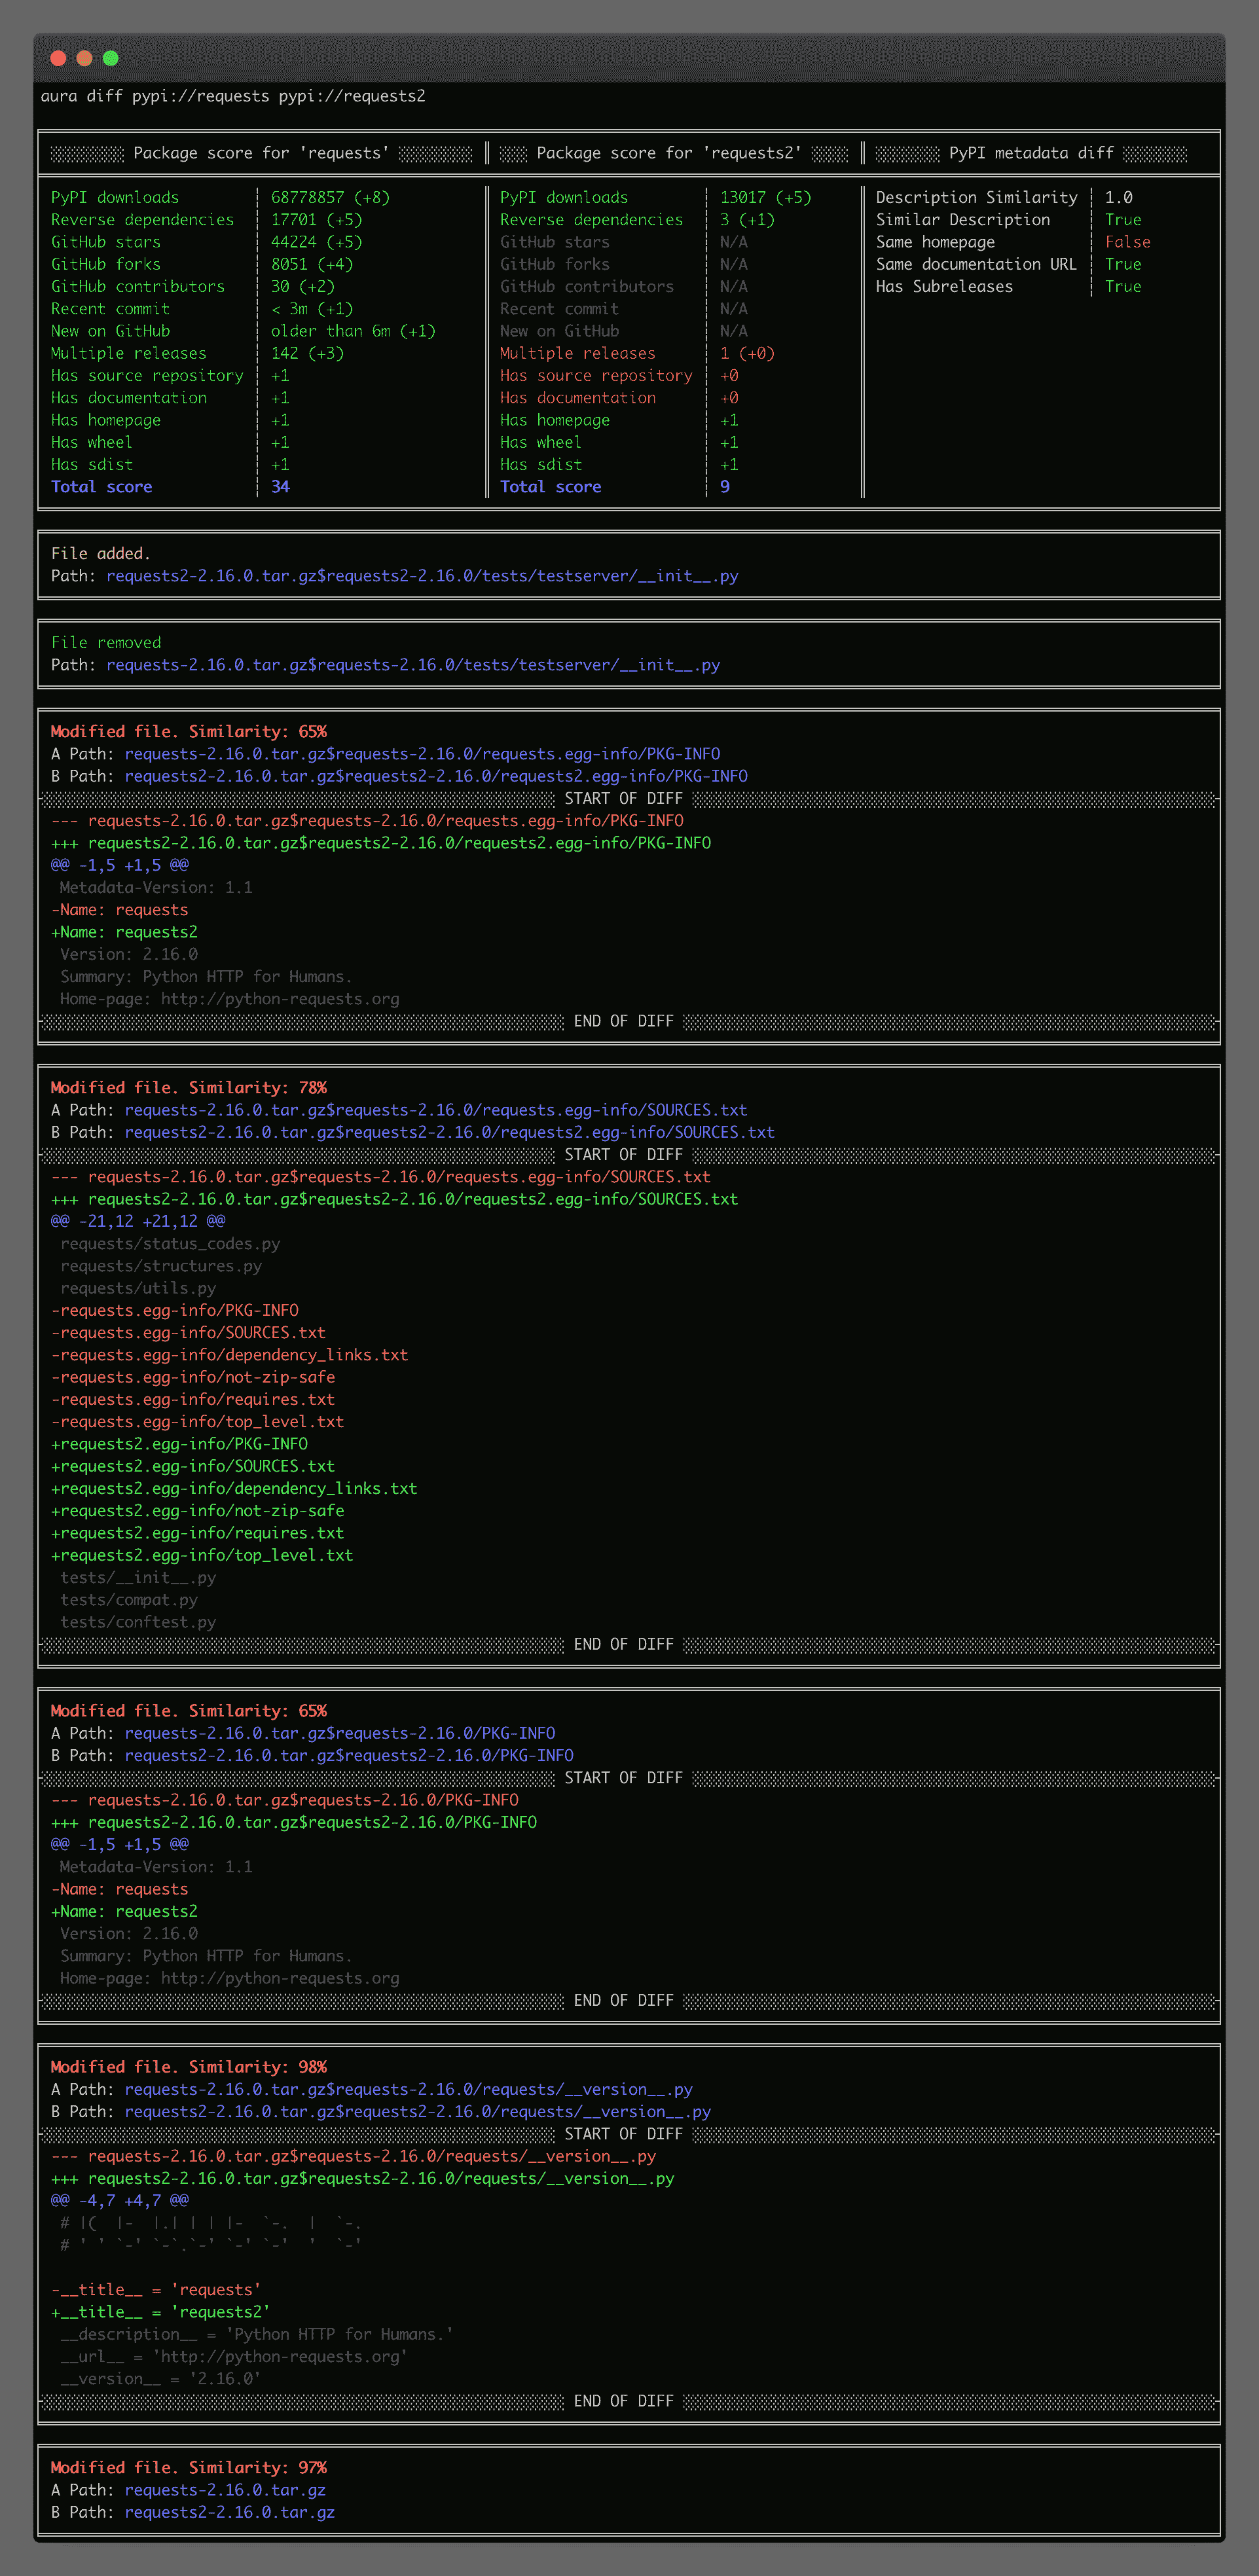 aura diff pypi://requests pypi://requests2
Package score for 'requests' Package score for 'requests2' PyPI metadata diff
PyPI downloads 68778857 (+8) PyPI downloads 13017 (+5) Description Similarity 1.0
Reverse dependencies 17701 (+5) Reverse dependencies 3 (+1) Similar Description True
GitHub stars 44224 (+5) GitHub stars N/A Same homepage False
GitHub forks 8051 (+4) GitHub forks N/A Same documentation URL True
GitHub contributors 30 (+2) GitHub contributors N/A Has Subreleases True
Recent commit < 3m (+1) Recent commit N/A
New on GitHub older than 6m (+1) New on GitHub N/A
Multiple releases 142 (+3) Multiple releases 1 (+0)
Has source repository +1 Has source repository +0
Has documentation +1 Has documentation +0
Has homepage +1 Has homepage +1
Has wheel +1 Has wheel +1
Has sdist +1 Has sdist +1
Total score 34 Total score 9
File added.
Path: requests2-2.16.0.tar.gz$requests2-2.16.0/tests/testserver/__init__.py
File removed
Path: requests-2.16.0.tar.gz$requests-2.16.0/tests/testserver/__init__.py
Modified file. Similarity: 65%
A Path: requests-2.16.0.tar.gz$requests-2.16.0/requests.egg-info/PKG-INFO
B Path: requests2-2.16.0.tar.gz$requests2-2.16.0/requests2.egg-info/PKG-INFO
START OF DIFF
--- requests-2.16.0.tar.gz$requests-2.16.0/requests.egg-info/PKG-INFO
+++ requests2-2.16.0.tar.gz$requests2-2.16.0/requests2.egg-info/PKG-INFO
@@ -1,5 +1,5 @@
Metadata-Version: 1.1
-Name: requests
+Name: requests2
Version: 2.16.0
Summary: Python HTTP for Humans.
Home-page: http://python-requests.org
END OF DIFF
Modified file. Similarity: 78%
A Path: requests-2.16.0.tar.gz$requests-2.16.0/requests.egg-info/SOURCES.txt
B Path: requests2-2.16.0.tar.gz$requests2-2.16.0/requests2.egg-info/SOURCES.txt
START OF DIFF
--- requests-2.16.0.tar.gz$requests-2.16.0/requests.egg-info/SOURCES.txt
+++ requests2-2.16.0.tar.gz$requests2-2.16.0/requests2.egg-info/SOURCES.txt
@@ -21,12 +21,12 @@
requests/status_codes.py
requests/structures.py
requests/utils.py
-requests.egg-info/PKG-INFO
-requests.egg-info/SOURCES.txt
-requests.egg-info/dependency_links.txt
-requests.egg-info/not-zip-safe
-requests.egg-info/requires.txt
-requests.egg-info/top_level.txt
+requests2.egg-info/PKG-INFO
+requests2.egg-info/SOURCES.txt
+requests2.egg-info/dependency_links.txt
+requests2.egg-info/not-zip-safe
+requests2.egg-info/requires.txt
+requests2.egg-info/top_level.txt
tests/__init__.py
tests/compat.py
tests/conftest.py
END OF DIFF
Modified file. Similarity: 65%
A Path: requests-2.16.0.tar.gz$requests-2.16.0/PKG-INFO
B Path: requests2-2.16.0.tar.gz$requests2-2.16.0/PKG-INFO
START OF DIFF
--- requests-2.16.0.tar.gz$requests-2.16.0/PKG-INFO
+++ requests2-2.16.0.tar.gz$requests2-2.16.0/PKG-INFO
@@ -1,5 +1,5 @@
Metadata-Version: 1.1
-Name: requests
+Name: requests2
Version: 2.16.0
Summary: Python HTTP for Humans.
Home-page: http://python-requests.org
END OF DIFF
Modified file. Similarity: 98%
A Path: requests-2.16.0.tar.gz$requests-2.16.0/requests/__version__.py
B Path: requests2-2.16.0.tar.gz$requests2-2.16.0/requests/__version__.py
START OF DIFF
--- requests-2.16.0.tar.gz$requests-2.16.0/requests/__version__.py
+++ requests2-2.16.0.tar.gz$requests2-2.16.0/requests/__version__.py
@@ -4,7 +4,7 @@
# |(  |-  |.| | | |-  `-.  |  `-.
# ' ' `-' `-`.`-' `-' `-'  '  `-'
-__title__ = 'requests'
+__title__ = 'requests2'
__description__ = 'Python HTTP for Humans.'
__url__ = 'http://python-requests.org'
__version__ = '2.16.0'
END OF DIFF
Modified file. Similarity: 97%
A Path: requests-2.16.0.tar.gz
B Path: requests2-2.16.0.tar.gz